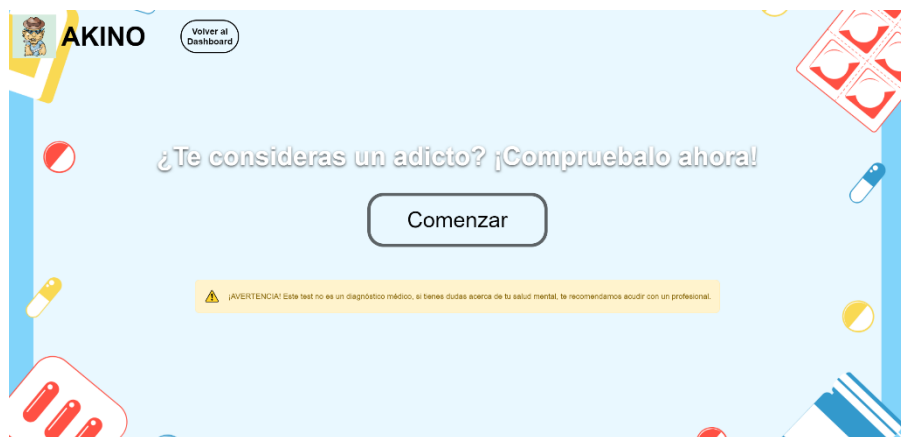 AKINO
Volver al
Dashboard
¿Te consideras un adicto? ¡Compruebalo ahora!
Comenzar
¡AVERTENCIA! Este test no es un diagnóstico médico, si tienes dudas acerca de tu salud mental, te recomendamos acudir con un profesional.